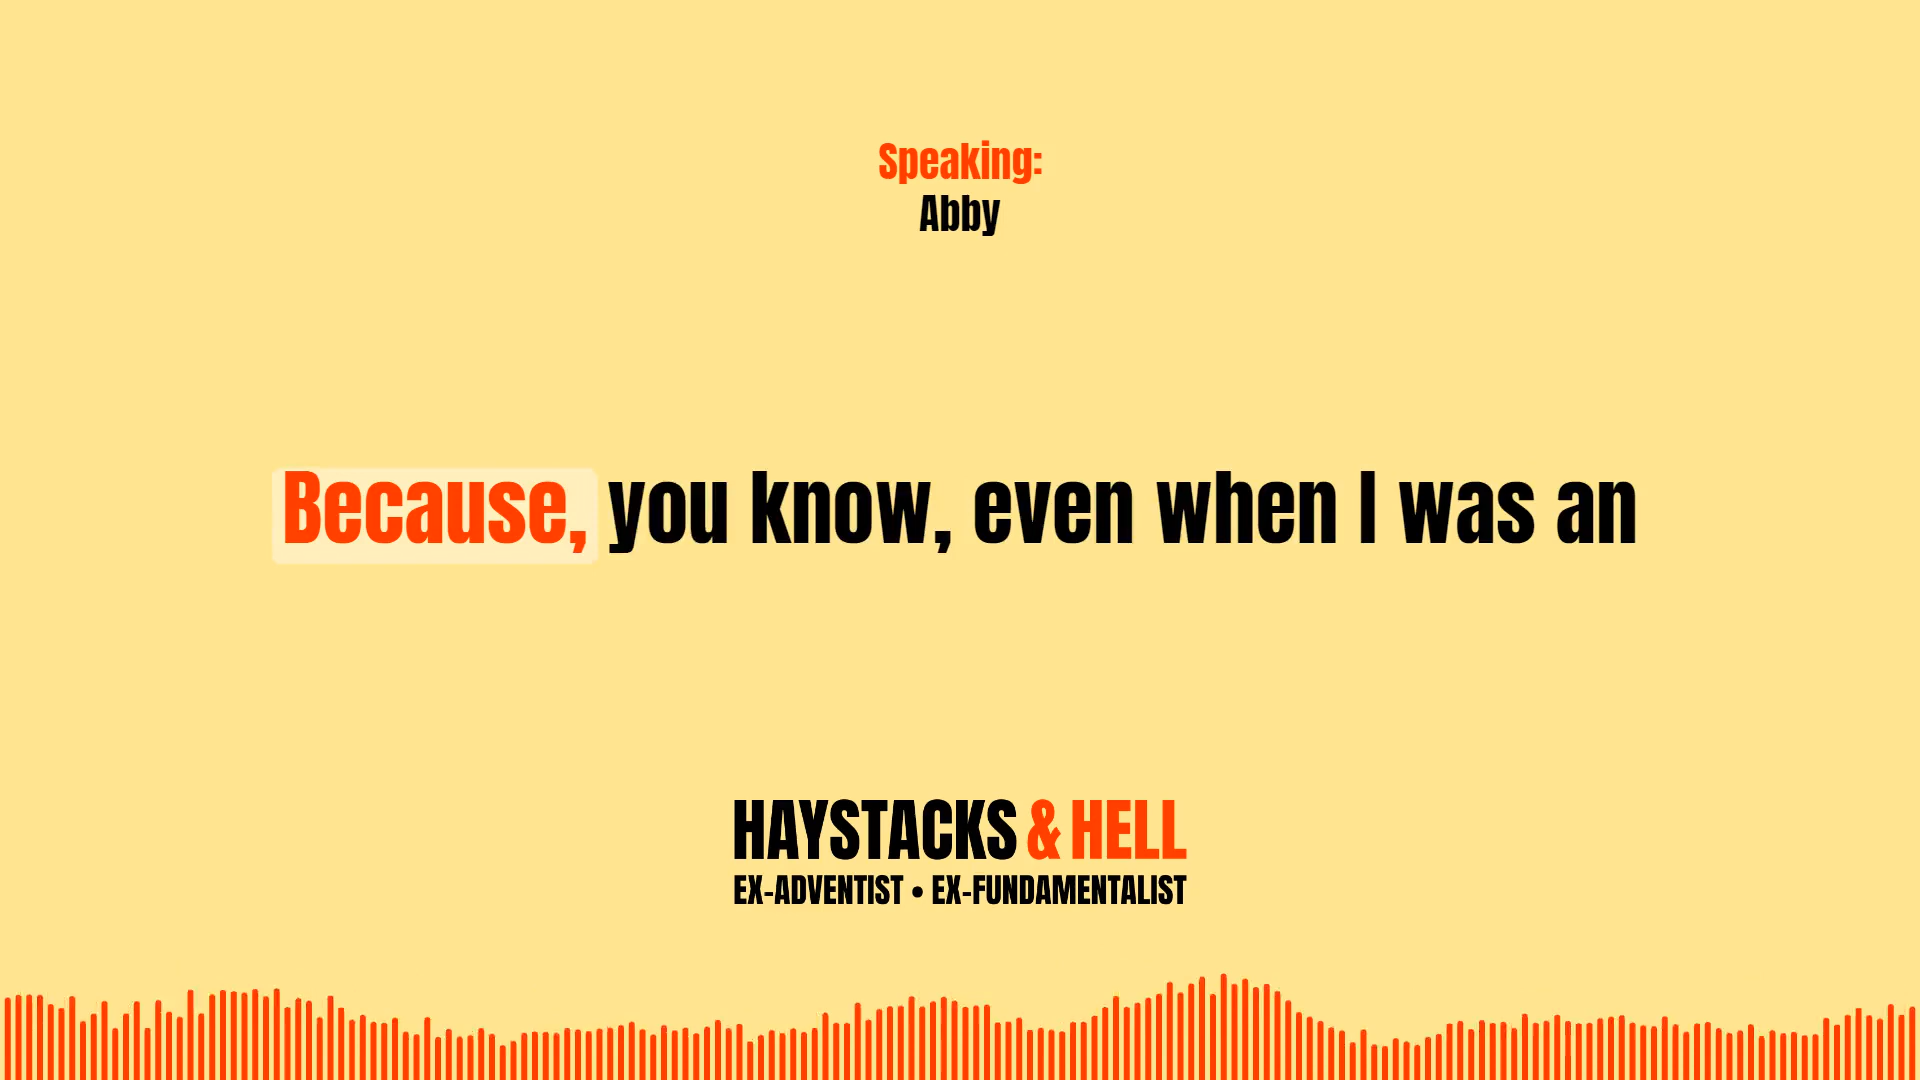 Speaking:
Abby
Because, you know, even when I was an
HAYSTACKS & HELL
EX-ADVENTIST • EX-FUNDAMENTALIST